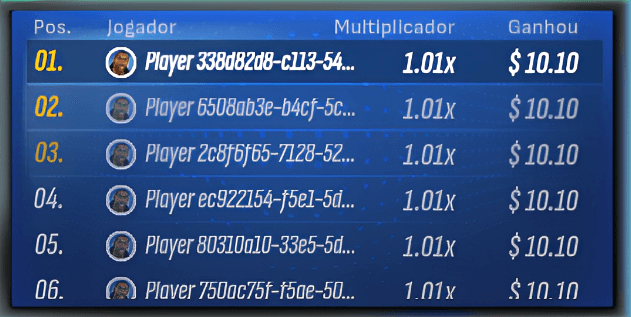 Pos. Jogador Multiplicador Ganhou
01. Player 338d82d8-c113-54... 1.01x $ 10.10
02. Player 6508ab3e-b4cf-5c... 1.01x $ 10.10
03. Player 2c8f6f65-7128-52... 1.01x $ 10.10
04. Player ec922154-f5e1-5d... 1.01x $ 10.10
05. Player 80310a10-33e5-5d... 1.01x $ 10.10
06. Player 750ac75f-f5ae-50... 1.01x $ 10.10